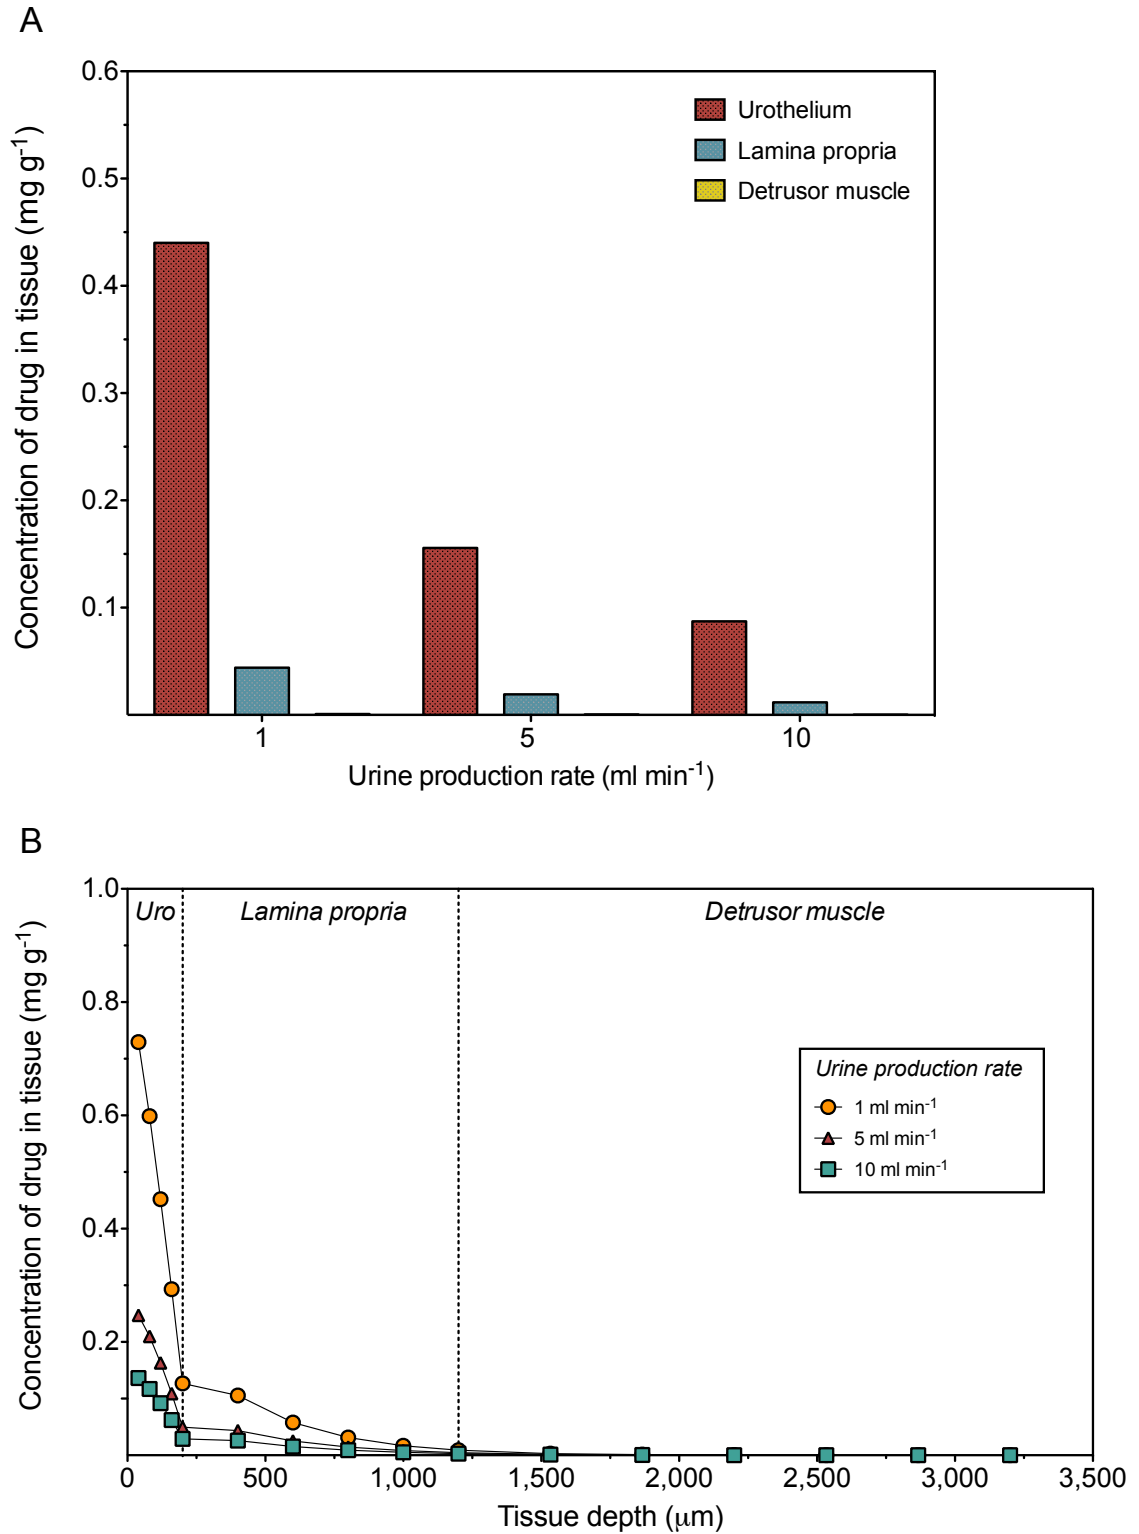 A
Concentration of drug in tissue (mg g⁻¹)
0.6
0.5
0.4
0.3
0.2
0.1
Urothelium
Lamina propria
Detrusor muscle
1 5 10
Urine production rate (ml min⁻¹)
B
Concentration of drug in tissue (mg g⁻¹)
1.0
0.8
0.6
0.4
0.2
Uro Lamina propria Detrusor muscle
Urine production rate
1 ml min⁻¹
5 ml min⁻¹
10 ml min⁻¹
0 500 1,000 1,500 2,000 2,500 3,000 3,500
Tissue depth (μm)